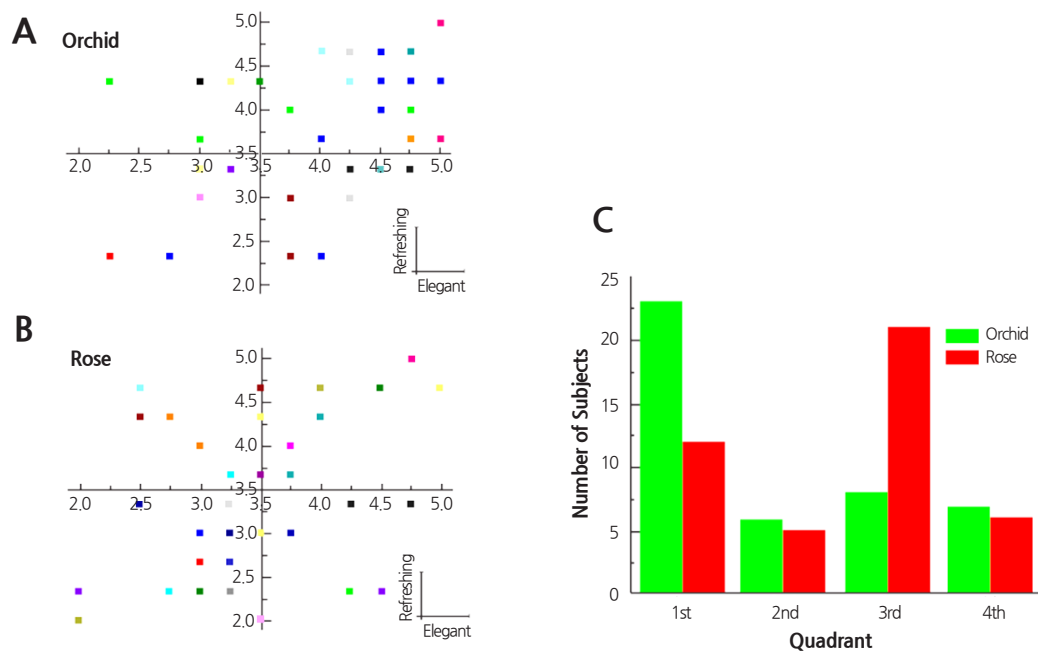 A
Orchid
5.0
4.5
4.0
3.5
2.0 2.5 3.0 3.5 4.0 4.5 5.0
3.0
2.5
2.0
Refreshing
Elegant
B
Rose
5.0
4.5
4.0
3.5
2.0 2.5 3.0 3.5 4.0 4.5 5.0
3.0
2.5
2.0
Refreshing
Elegant
C
25
20
15
10
5
0
Number of Subjects
Orchid
Rose
1st 2nd 3rd 4th
Quadrant